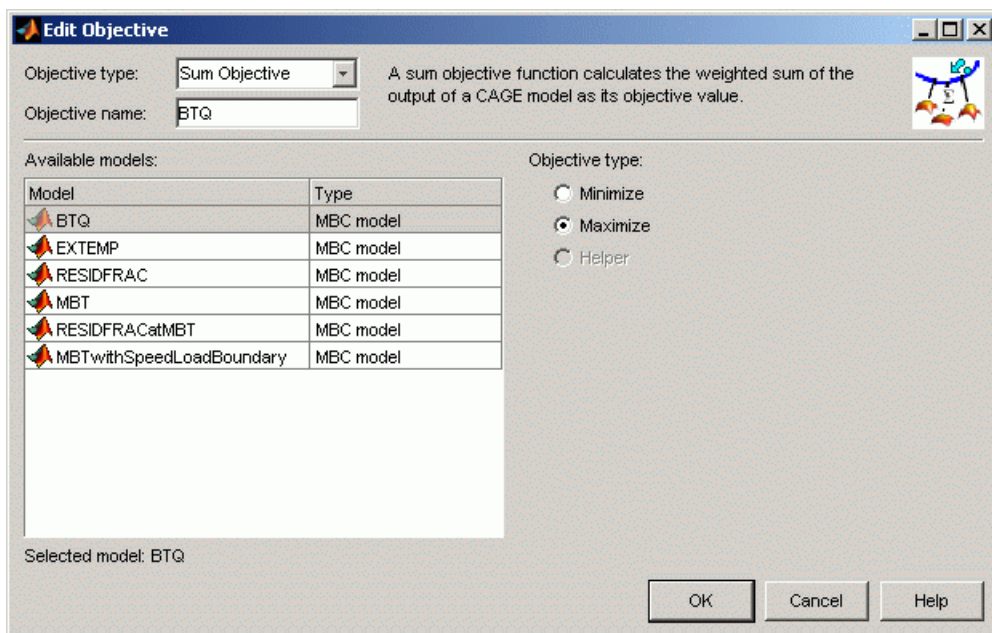 Edit Objective
Objective type: Sum Objective
A sum objective function calculates the weighted sum of the
output of a CAGE model as its objective value.
Objective name: BTQ
Σ
Available models:
Model Type
BTQ MBC model
EXTEMP MBC model
RESIDFRAC MBC model
MBT MBC model
RESIDFRACatMBT MBC model
MBTwithSpeedLoadBoundary MBC model
Objective type:
Minimize
Maximize
Helper
Selected model: BTQ
OK Cancel Help